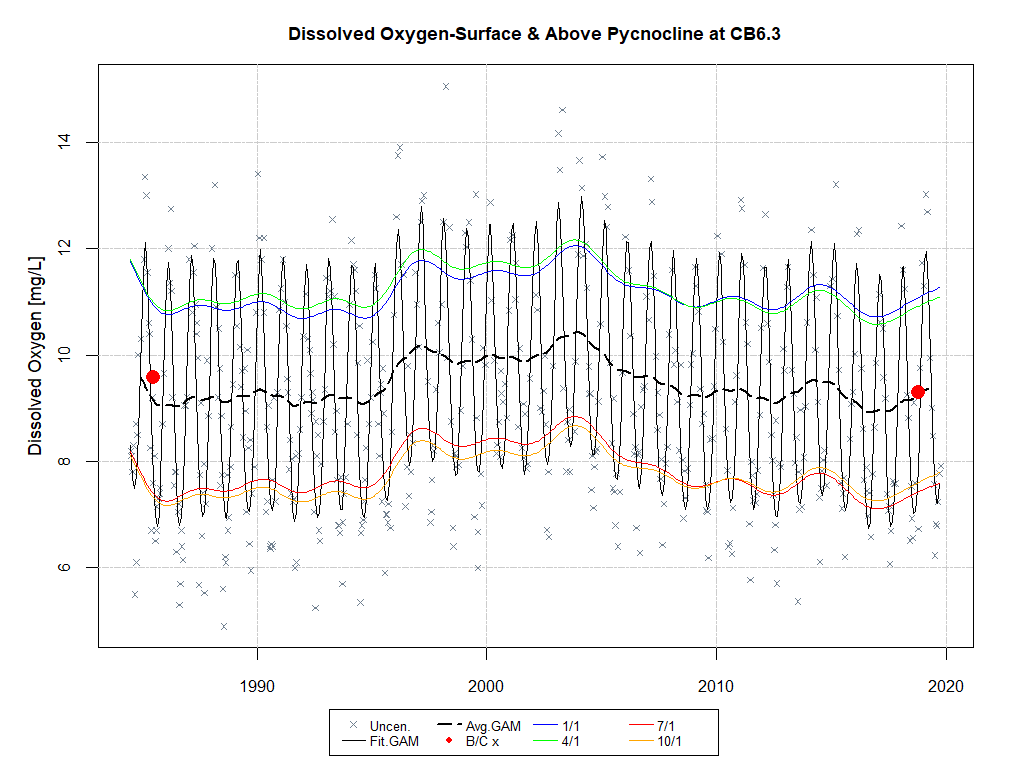 Dissolved Oxygen-Surface & Above Pycnocline at CB6.3
Dissolved Oxygen [mg/L]
14
12
10
8
6
1990 2000 2010 2020
Uncen. Avg.GAM 1/1 7/1
Fit.GAM B/C x 4/1 10/1